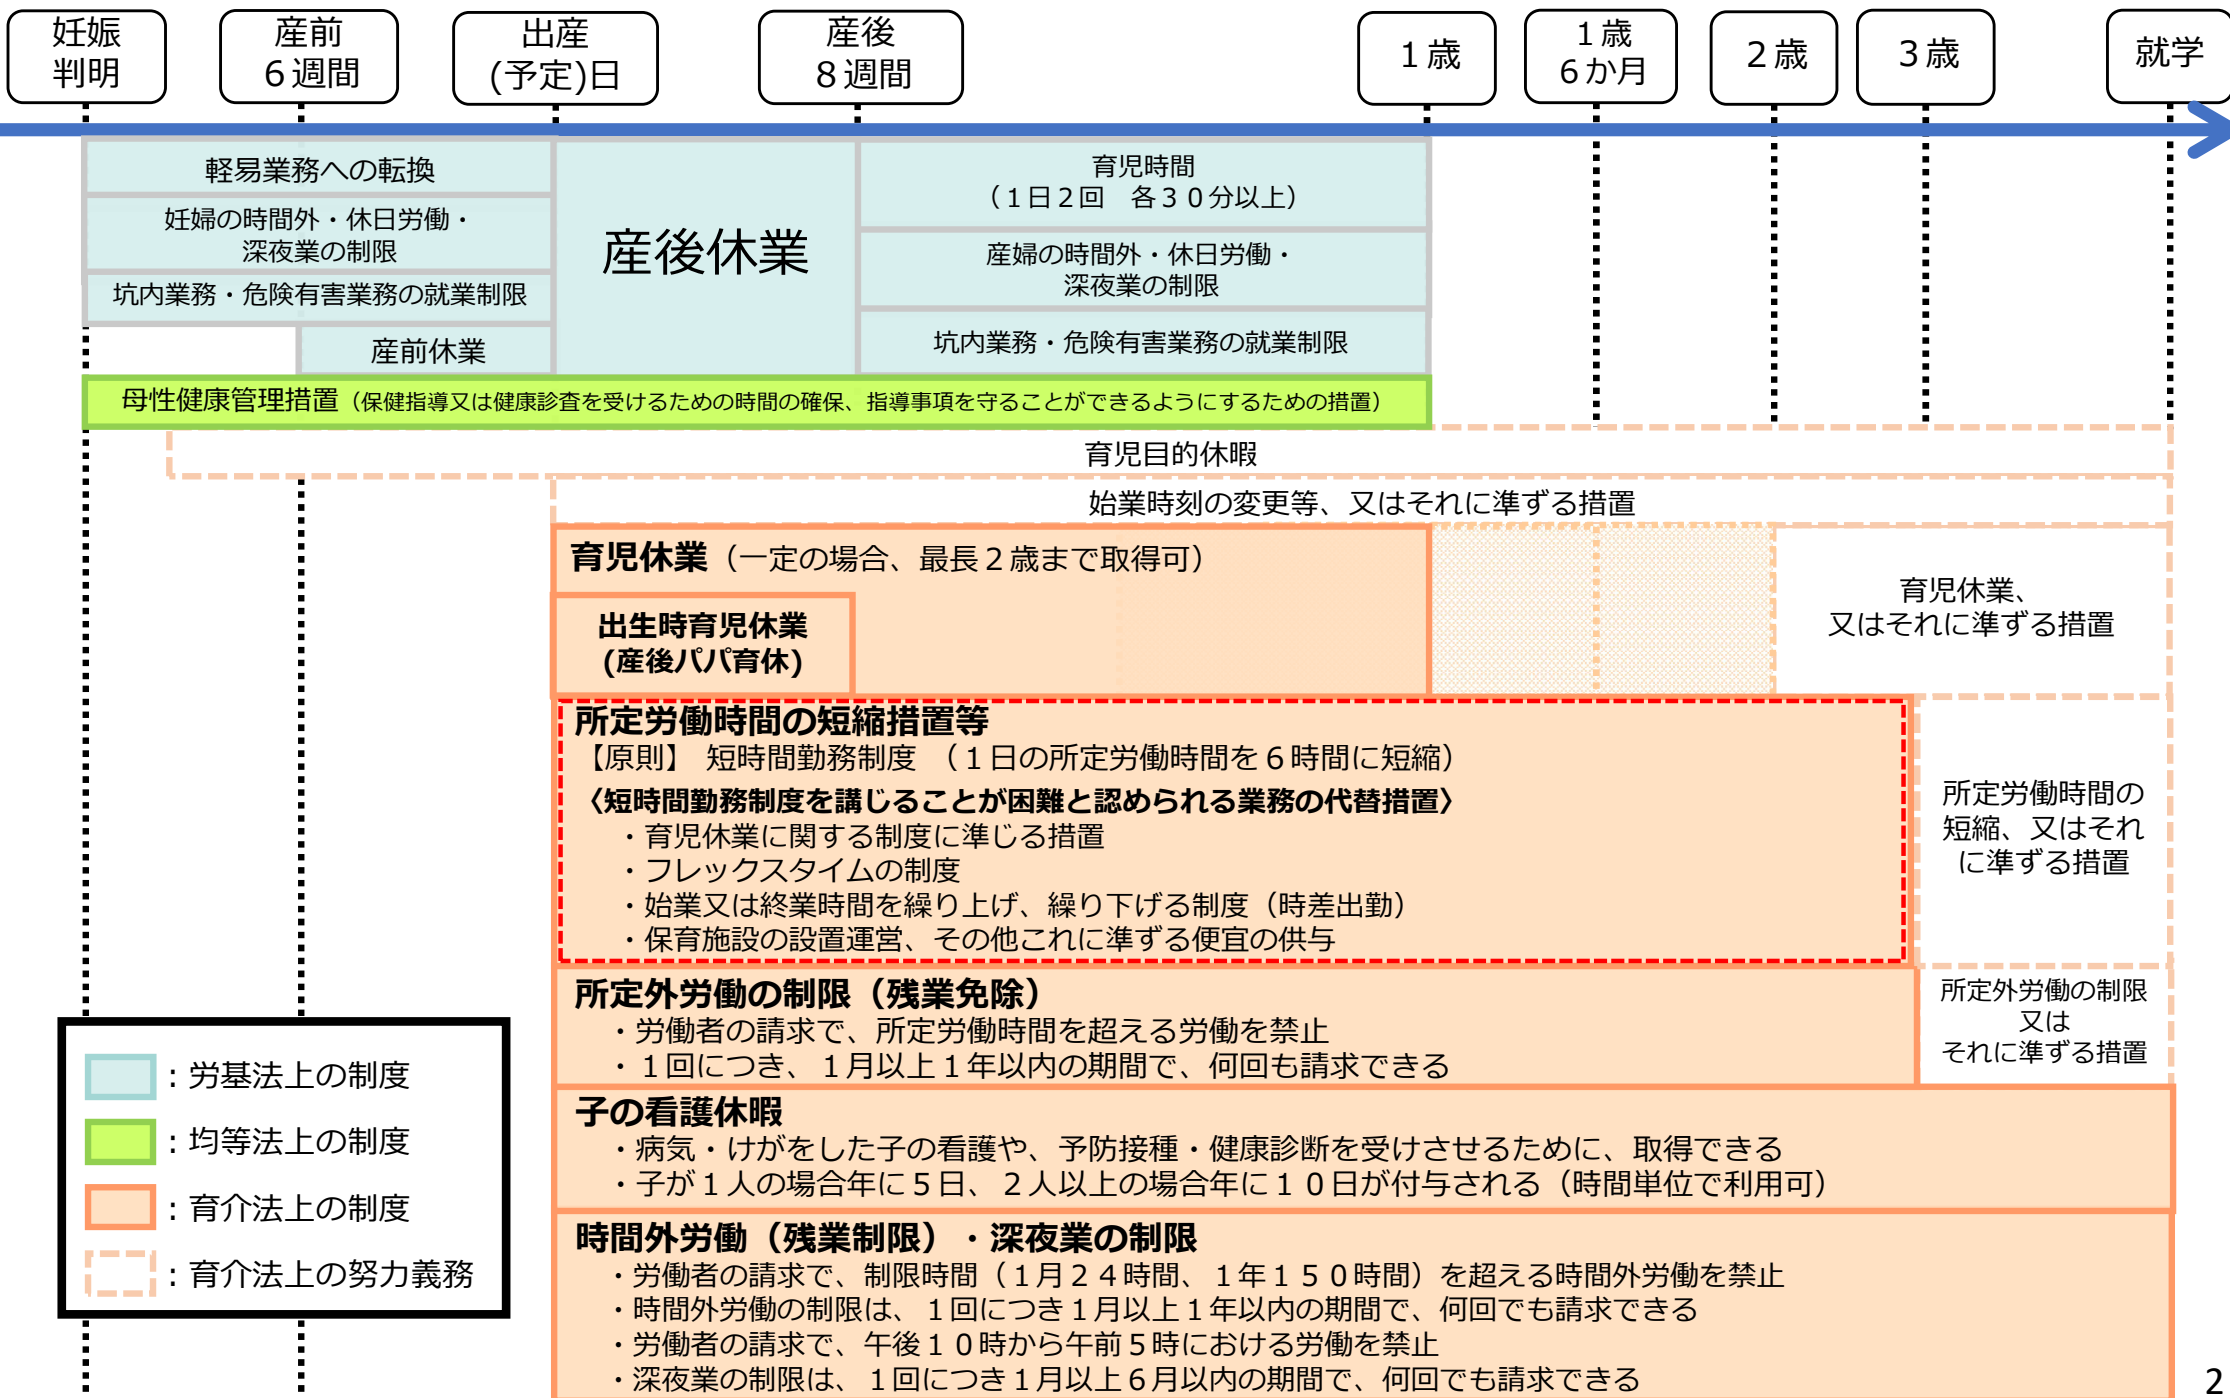 妊娠
判明
産前
６週間
出産
(予定)日
産後
８週間
１歳
１歳
６か月
２歳
３歳
就学
軽易業務への転換
妊婦の時間外・休日労働・
深夜業の制限
坑内業務・危険有害業務の就業制限
産前休業
産後休業
育児時間
（１日２回　各３０分以上）
産婦の時間外・休日労働・
深夜業の制限
坑内業務・危険有害業務の就業制限
母性健康管理措置（保健指導又は健康診査を受けるための時間の確保、指導事項を守ることができるようにするための措置）
育児目的休暇
始業時刻の変更等、又はそれに準ずる措置
育児休業（一定の場合、最長２歳まで取得可）
出生時育児休業
(産後パパ育休)
育児休業、
又はそれに準ずる措置
所定労働時間の短縮措置等
【原則】 短時間勤務制度 （１日の所定労働時間を６時間に短縮）
〈短時間勤務制度を講じることが困難と認められる業務の代替措置〉
・育児休業に関する制度に準じる措置
・フレックスタイムの制度
・始業又は終業時間を繰り上げ、繰り下げる制度（時差出勤）
・保育施設の設置運営、その他これに準ずる便宜の供与
所定労働時間の
短縮、又はそれ
に準ずる措置
所定外労働の制限（残業免除）
・労働者の請求で、所定労働時間を超える労働を禁止
・１回につき、１月以上１年以内の期間で、何回も請求できる
所定外労働の制限
又は
それに準ずる措置
子の看護休暇
・病気・けがをした子の看護や、予防接種・健康診断を受けさせるために、取得できる
・子が１人の場合年に５日、２人以上の場合年に１０日が付与される（時間単位で利用可）
時間外労働（残業制限）・深夜業の制限
・労働者の請求で、制限時間（１月２４時間、１年１５０時間）を超える時間外労働を禁止
・時間外労働の制限は、１回につき１月以上１年以内の期間で、何回でも請求できる
・労働者の請求で、午後１０時から午前５時における労働を禁止
・深夜業の制限は、１回につき１月以上６月以内の期間で、何回でも請求できる
：労基法上の制度
：均等法上の制度
：育介法上の制度
：育介法上の努力義務
2